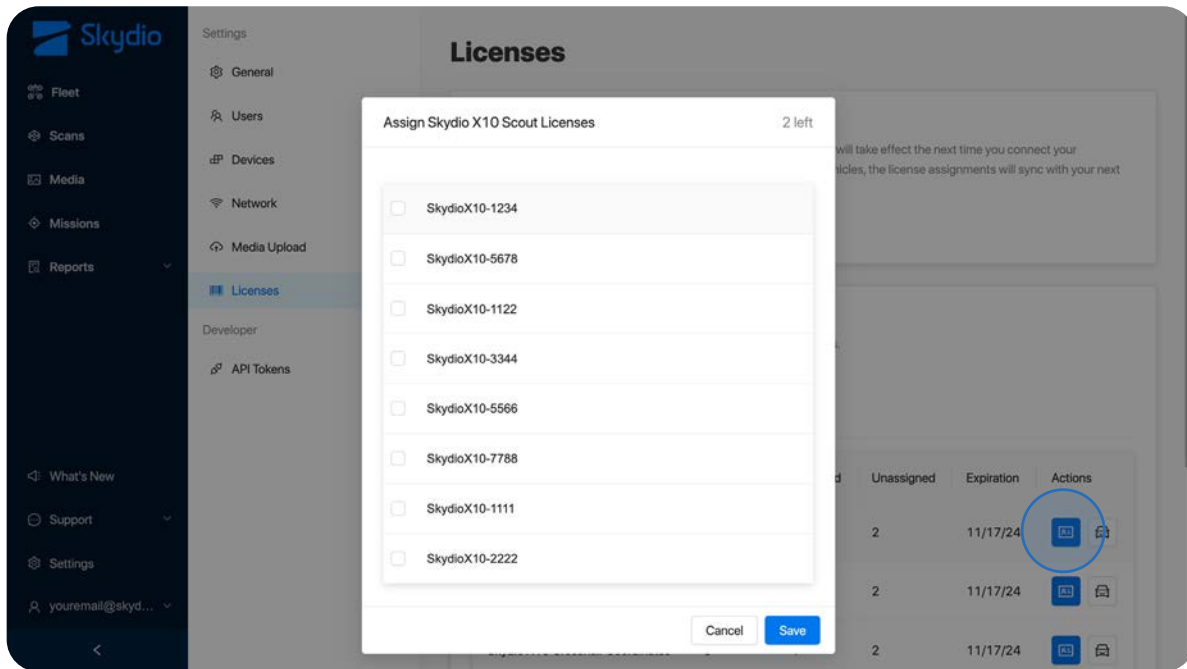 Skydio
Fleet
Scans
Media
Missions
Reports
What's New
Support
Settings
youremail@skyd...
Settings
General
Users
Devices
Network
Media Upload
Licenses
Developer
API Tokens
Licenses
will take effect the next time you connect your
the license assignments will sync with your next
Assign Skydio X10 Scout Licenses 2 left
SkydioX10-1234
SkydioX10-5678
SkydioX10-1122
SkydioX10-3344
SkydioX10-5566
SkydioX10-7788
SkydioX10-1111
SkydioX10-2222
Cancel Save
Unassigned Expiration Actions
2 11/17/24
2 11/17/24
2 11/17/24